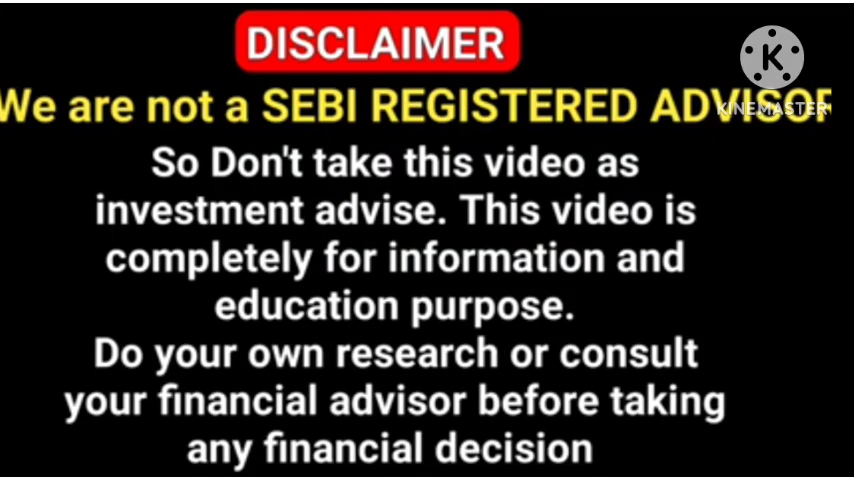 DISCLAIMER
We are not a SEBI REGISTERED ADVISOR
KINEMASTER
So Don't take this video as
investment advise. This video is
completely for information and
education purpose.
Do your own research or consult
your financial advisor before taking
any financial decision